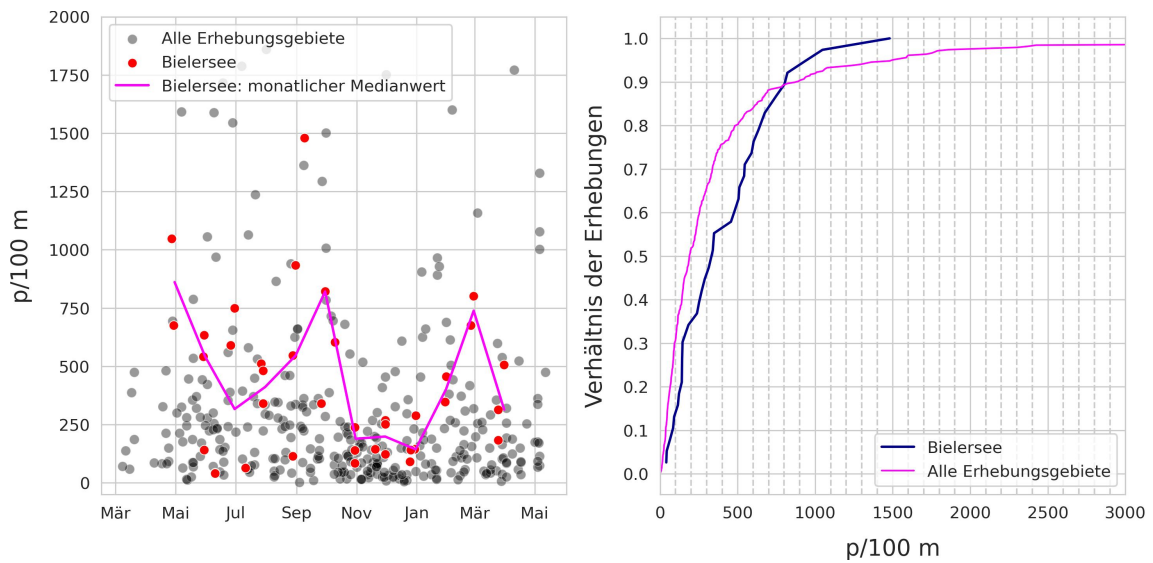 2000
1750
1500
1250
1000
750
500
250
0
p/100 m
Alle Erhebungsgebiete
Bielersee
Bielersee: monatlicher Medianwert
Mär
Mai
Jul
Sep
Nov
Jan
Mär
Mai
1.0
0.9
0.8
0.7
0.6
0.5
0.4
0.3
0.2
0.1
0.0
Verhältnis der Erhebungen
Bielersee
Alle Erhebungsgebiete
0
500
1000
1500
2000
2500
3000
p/100 m